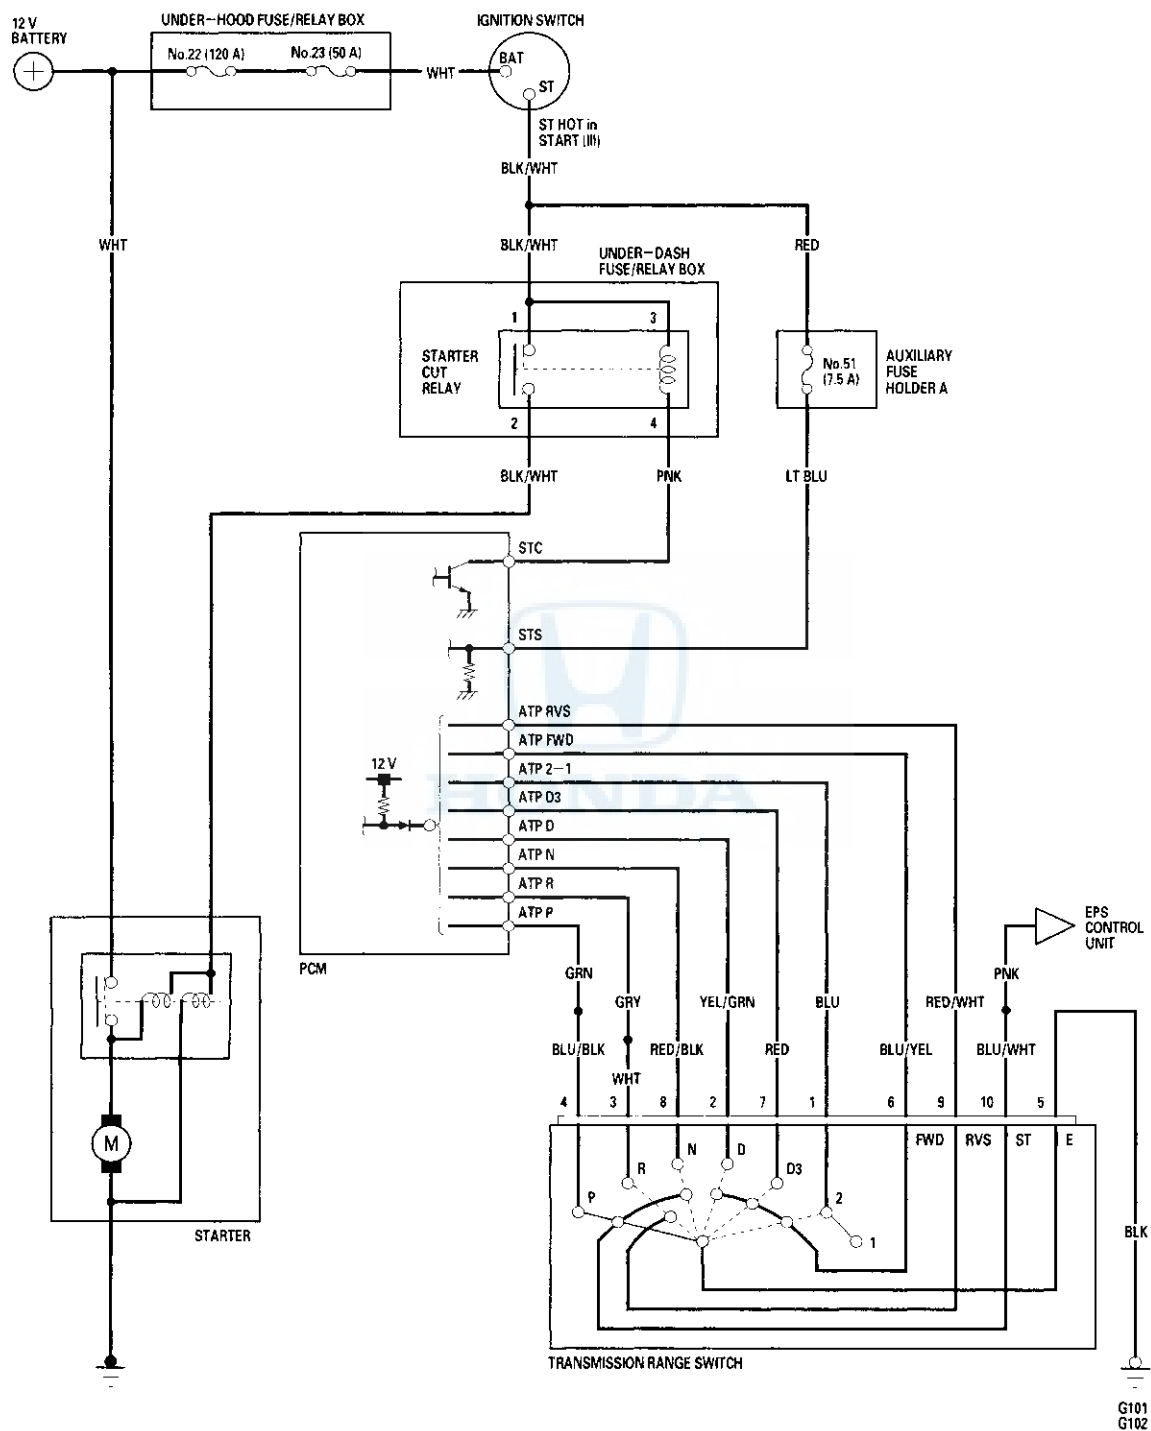 12 V
BATTERY
UNDER-HOOD FUSE/RELAY BOX
No.22 (120 A)
No.23 (50 A)
WHT
IGNITION SWITCH
BAT
ST
ST HOT in
START (III)
BLK/WHT
WHT
BLK/WHT
RED
UNDER-DASH
FUSE/RELAY BOX
1
3
STARTER
CUT
RELAY
No.51
(7.5 A)
AUXILIARY
FUSE
HOLDER A
2
4
BLK/WHT
PNK
LT BLU
STC
STS
ATP RVS
ATP FWD
ATP 2-1
ATP D3
ATP D
ATP N
ATP R
ATP P
12 V
HONDA
PCM
EPS
CONTROL
UNIT
GRN
GRY
YEL/GRN
BLU
RED/WHT
PNK
BLU/BLK
RED/BLK
RED
BLU/YEL
BLU/WHT
WHT
4
3
8
2
7
1
6
9
10
5
FWD
RVS
ST
E
P
R
N
D
D3
2
1
M
STARTER
BLK
TRANSMISSION RANGE SWITCH
G101
G102